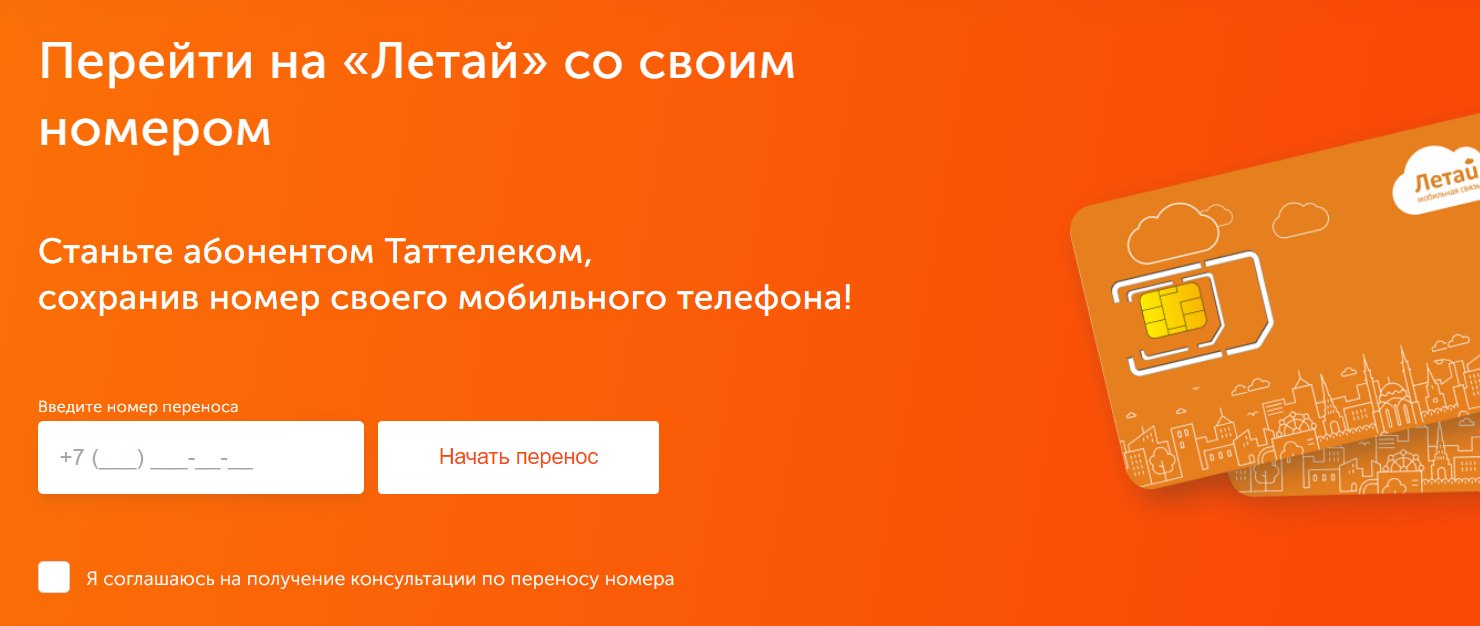 Перейти на «Летай» со своим
номером
Станьте абонентом Таттелеком,
сохранив номер своего мобильного телефона!
Введите номер переноса
+7 (___) ___-__-__
Начать перенос
Я соглашаюсь на получение консультации по переносу номера
Летай
мобильная связь